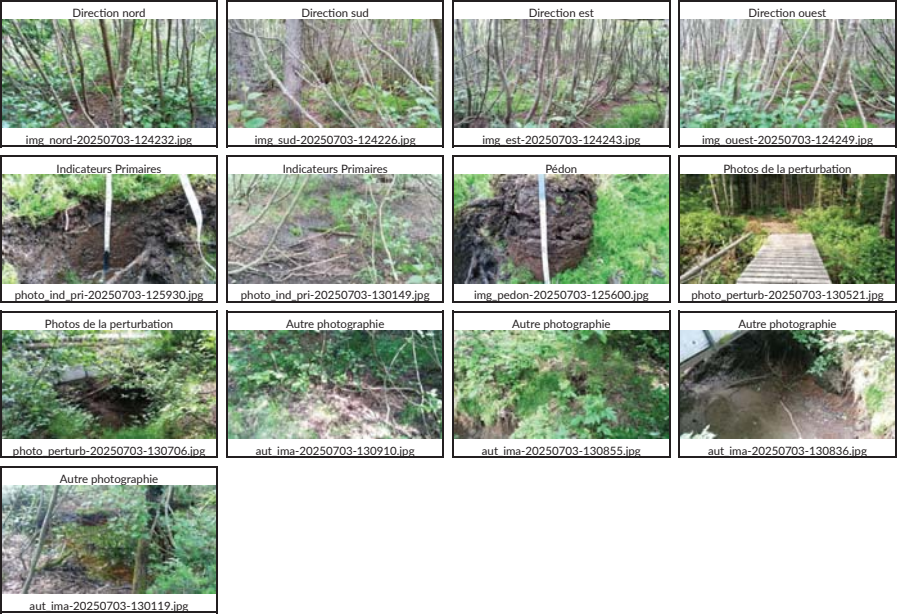 Direction nord
Direction sud
Direction est
Direction ouest
img_nord-20250703-124232.jpg
img_sud-20250703-124226.jpg
img_est-20250703-124243.jpg
img_ouest-20250703-124249.jpg
Indicateurs Primaires
Indicateurs Primaires
Pédon
Photos de la perturbation
photo_ind_pri-20250703-125930.jpg
photo_ind_pri-20250703-130149.jpg
img_pedon-20250703-125600.jpg
photo_perturb-20250703-130521.jpg
Photos de la perturbation
Autre photographie
Autre photographie
Autre photographie
photo_perturb-20250703-130706.jpg
aut_ima-20250703-130910.jpg
aut_ima-20250703-130855.jpg
aut_ima-20250703-130836.jpg
Autre photographie
aut_ima-20250703-130119.jpg